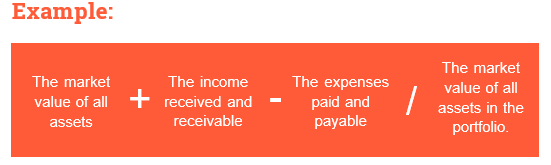 Example:
The market
value of all
assets
+
The income
received and
receivable
-
The expenses
paid and
payable
/
The market
value of all
assets in the
portfolio.